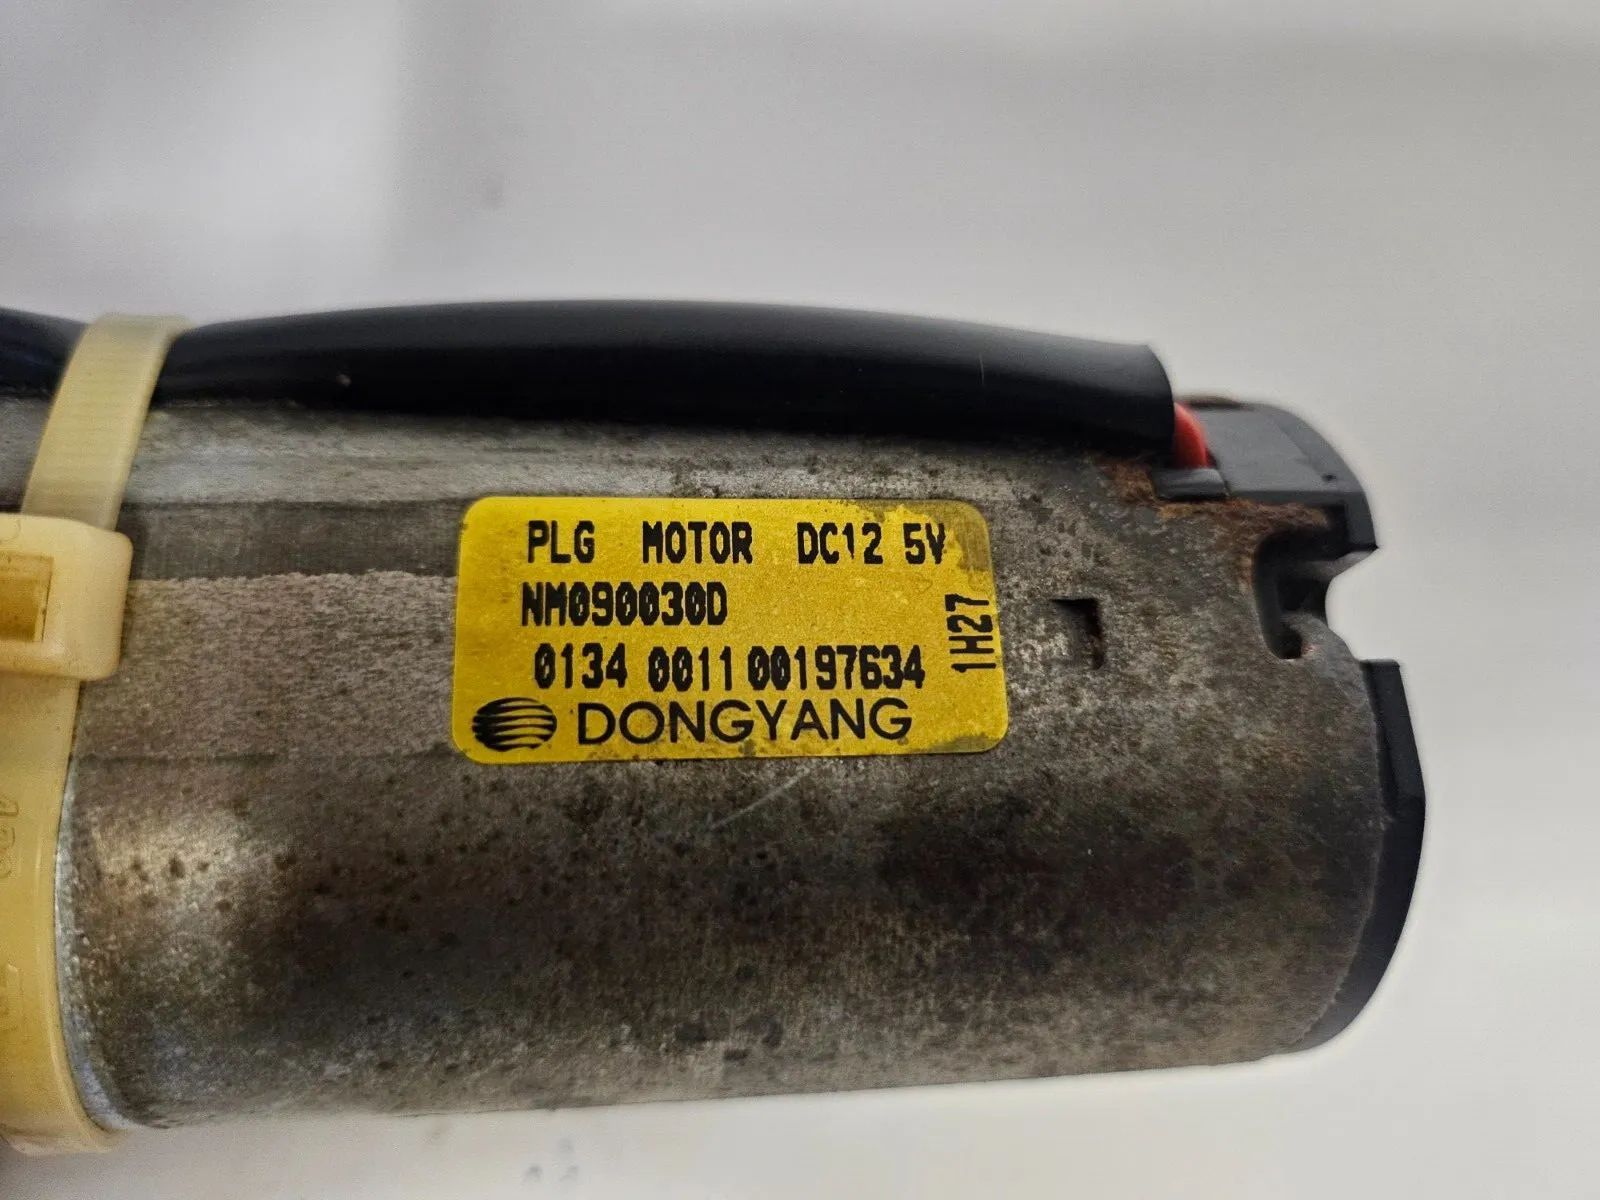 PLG MOTOR DC12 5V
NM090030D
0134 0011 00197634
1H27
DONGYANG